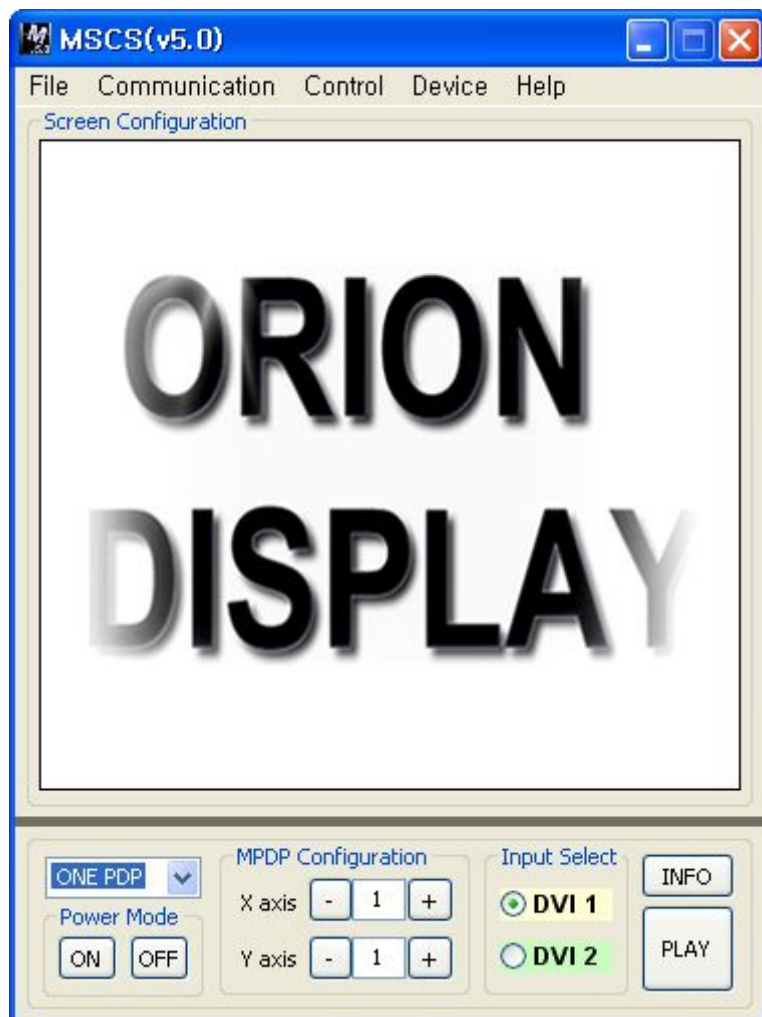 MSCS(v5.0)
File Communication Control Device Help
Screen Configuration
ORION
DISPLAY
ONE PDP
Power Mode
ON OFF
MPDP Configuration
X axis - 1 +
Y axis - 1 +
Input Select
DVI 1
DVI 2
INFO
PLAY